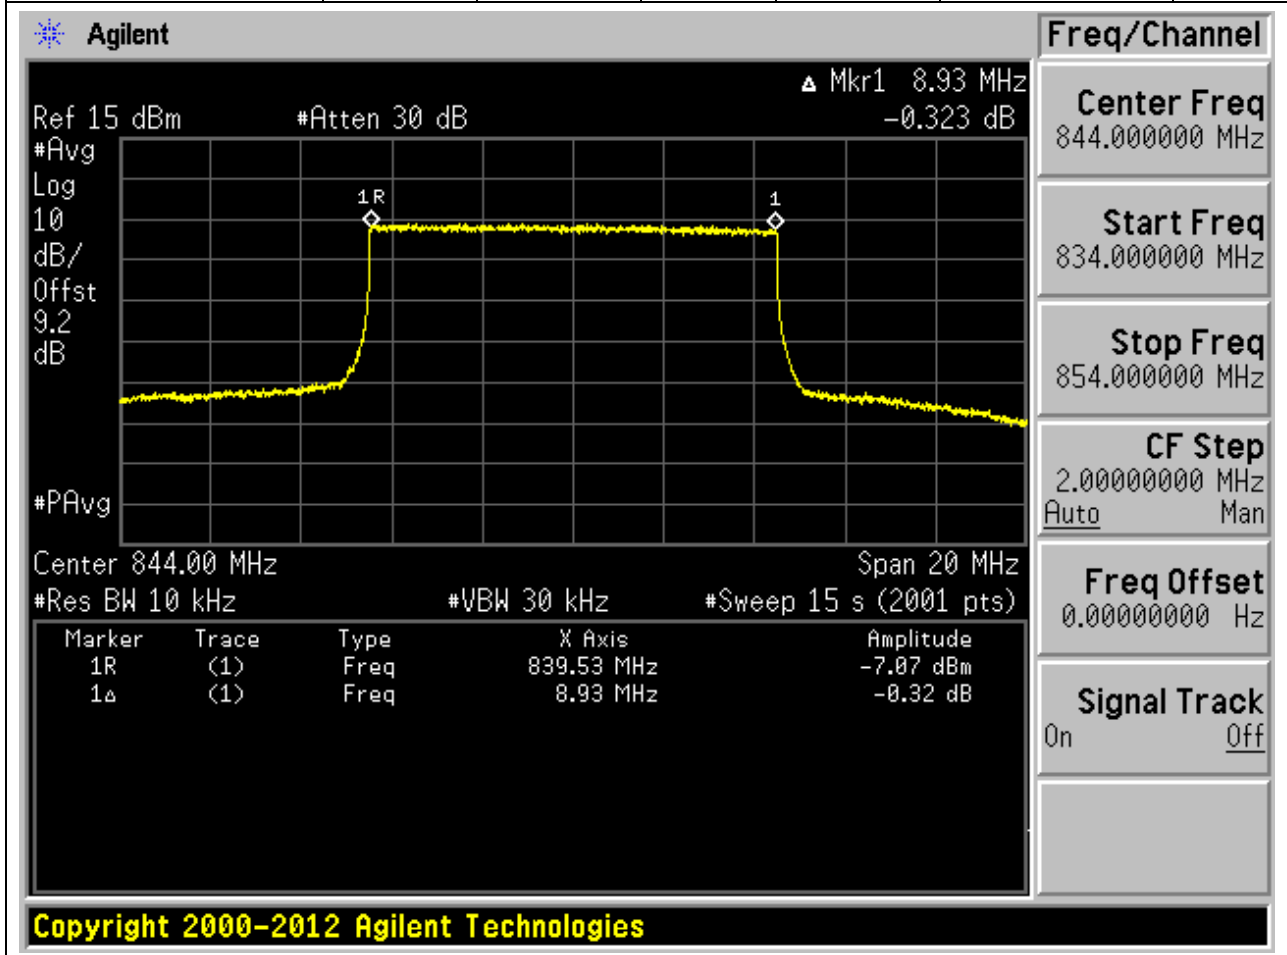 Agilent
Δ Mkr1 8.93 MHz
Ref 15 dBm #Atten 30 dB -0.323 dB
#Avg
Log
10
dB/
Offst
9.2
dB
#PAvg
1R
1
Center 844.00 MHz Span 20 MHz
#Res BW 10 kHz #VBW 30 kHz #Sweep 15 s (2001 pts)
Marker Trace Type X Axis Amplitude
1R (1) Freq 839.53 MHz -7.07 dBm
1Δ (1) Freq 8.93 MHz -0.32 dB
Copyright 2000-2012 Agilent Technologies
Freq/Channel
Center Freq
844.000000 MHz
Start Freq
834.000000 MHz
Stop Freq
854.000000 MHz
CF Step
2.00000000 MHz
Auto Man
Freq Offset
0.00000000 Hz
Signal Track
On Off